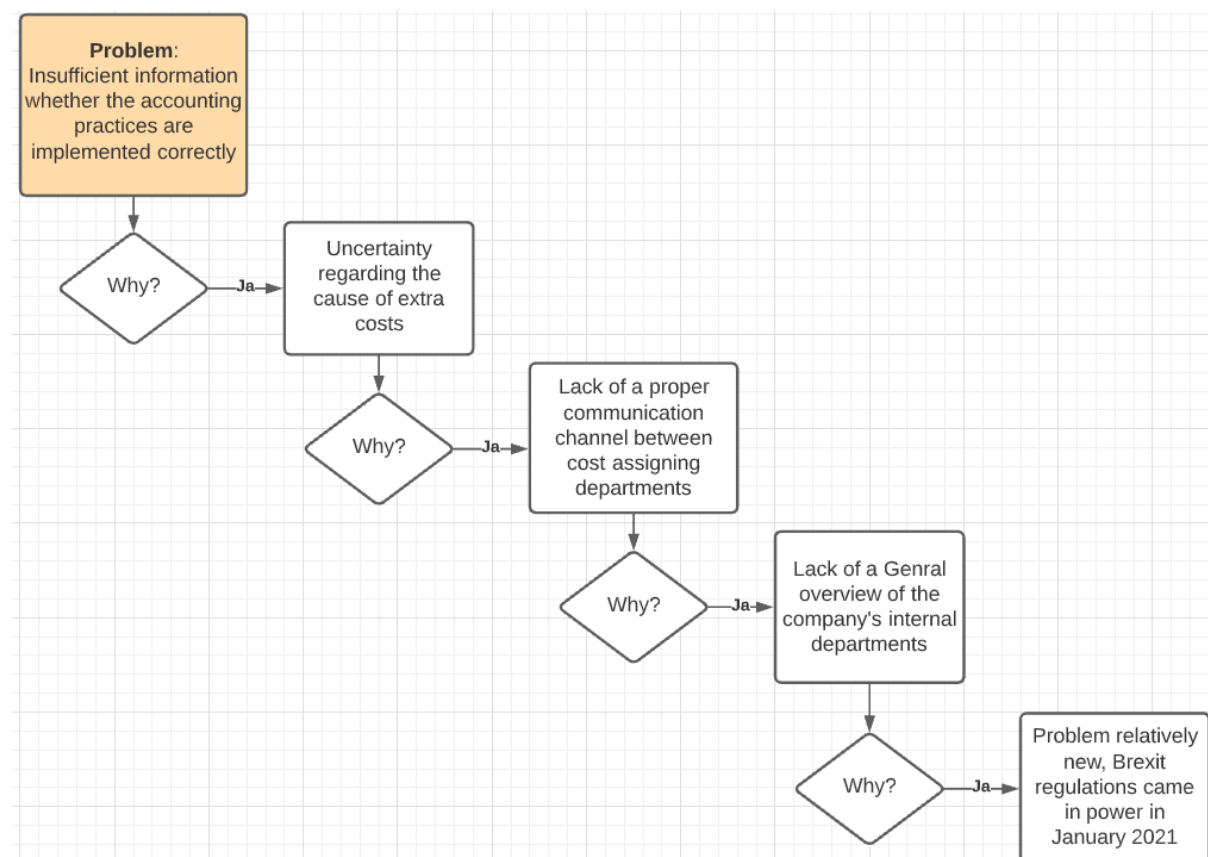 Problem:
Insufficient information
whether the accounting
practices are
implemented correctly
Why?
Ja
Uncertainty
regarding the
cause of extra
costs
Why?
Ja
Lack of a proper
communication
channel between
cost assigning
departments
Why?
Ja
Lack of a Genral
overview of the
company's internal
departments
Why?
Ja
Problem relatively
new, Brexit
regulations came
in power in
January 2021